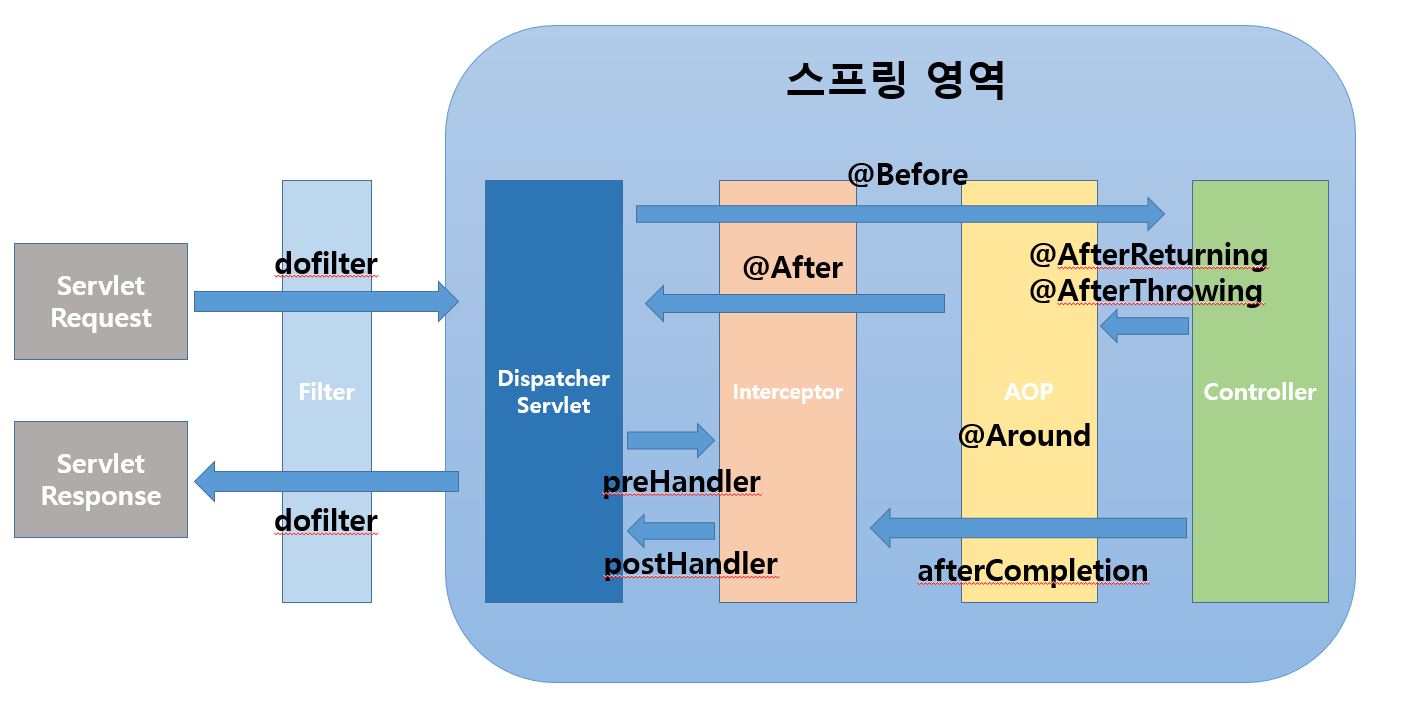 스프링 영역
@Before
dofilter
@After
@AfterReturning
@AfterThrowing
Servlet
Request
Dispatcher
Servlet
Filter
Interceptor
AOP
Controller
@Around
Servlet
Response
preHandler
dofilter
postHandler
afterCompletion